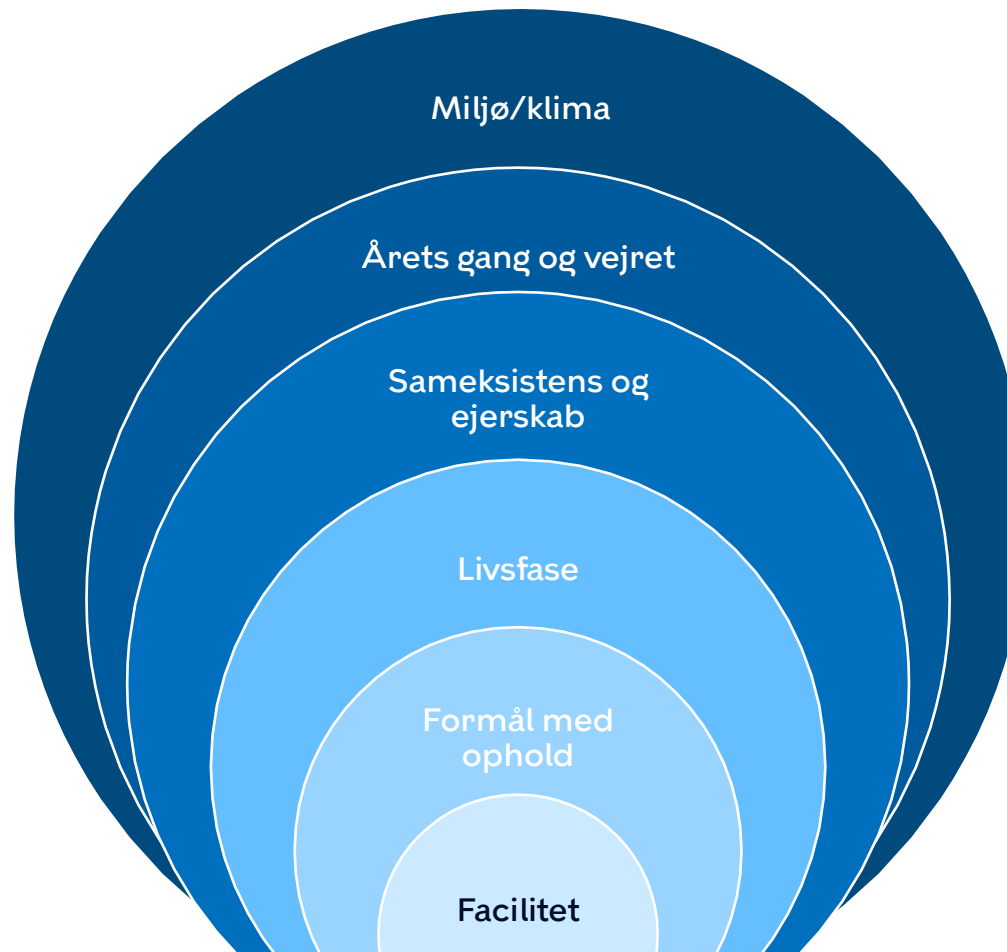 Miljø/klima
Årets gang og vejret
Sameksistens og
ejerskab
Livsfase
Formål med
ophold
Facilitet